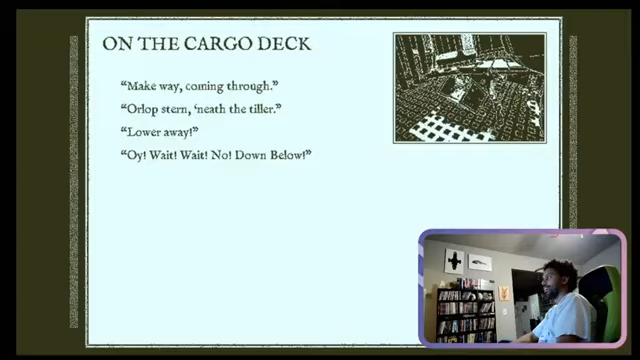 ON THE CARGO DECK
“Make way, coming through.”
“Orlop stern, ‘neath the tiller.”
“Lower away!”
“Oy! Wait! Wait! No! Down Below!”